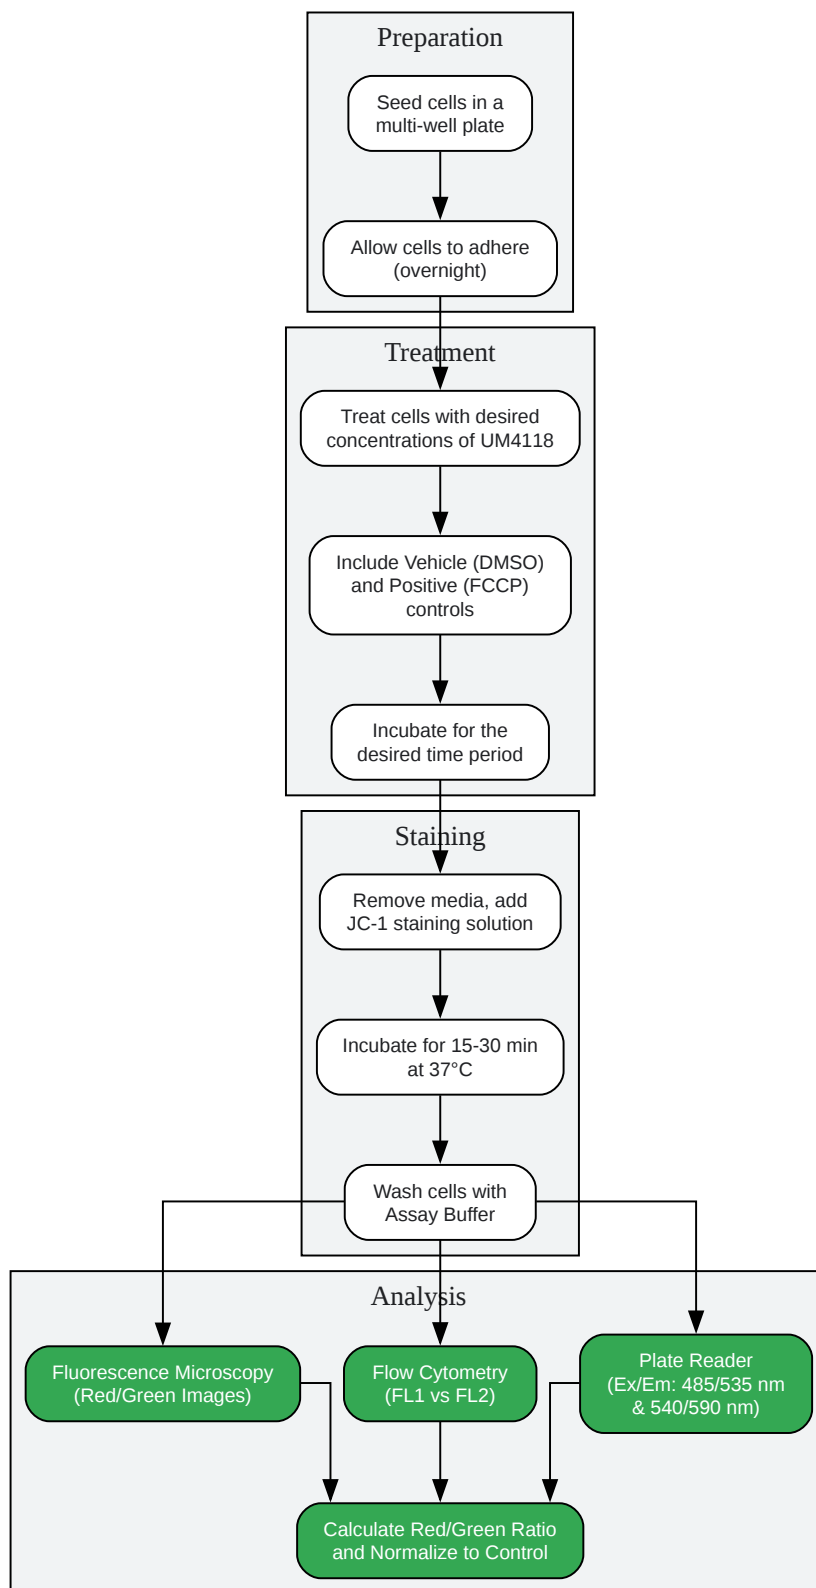 Preparation
Seed cells in a
multi-well plate
Allow cells to adhere
(overnight)
Treatment
Treat cells with desired
concentrations of UM4118
Include Vehicle (DMSO)
and Positive (FCCP)
controls
Incubate for the
desired time period
Staining
Remove media, add
JC-1 staining solution
Incubate for 15-30 min
at 37°C
Wash cells with
Assay Buffer
Analysis
Fluorescence Microscopy
(Red/Green Images)
Flow Cytometry
(FL1 vs FL2)
Plate Reader
(Ex/Em: 485/535 nm
& 540/590 nm)
Calculate Red/Green Ratio
and Normalize to Control